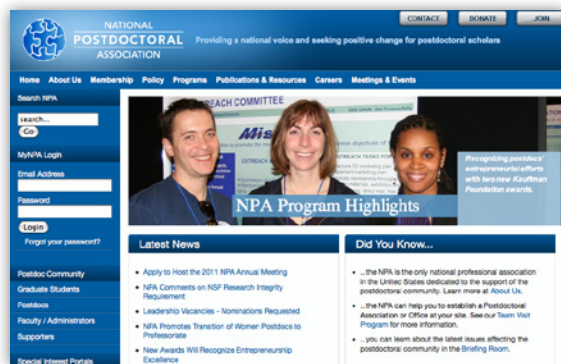 CONTACT
DONATE
JOIN
NATIONAL
POSTDOCTORAL
ASSOCIATION
Providing a national voice and seeking positive change for postdoctoral scholars
Home About Us Membership Policy Programs Publications & Resources Careers Meetings & Events
Search NPA
search...
Go
MyNPA Login
Email Address
Password
Login
Forgot your password?
Postdoc Community
Graduate Students
Postdocs
Faculty / Administrators
Supporters
Special Interest Portals
OUTREACH COMMITTEE
Mis
OUTREACH TASK
Recognizing postdocs'
entrepreneurial efforts
with two new Kauffman
Foundation awards.
NPA Program Highlights
Latest News
Apply to Host the 2011 NPA Annual Meeting
NPA Comments on NSF Research Integrity
Requirement
Leadership Vacancies - Nominations Requested
NPA Promotes Transition of Women Postdocs to
Professoriate
New Awards Will Recognize Entrepreneurship
Excellence
Did You Know...
...the NPA is the only national professional association
in the United States dedicated to the support of the
postdoctoral community. Learn more at About Us.
...the NPA can help you to establish a Postdoctoral
Association or Office at your site. See our Team Visit
Program for more information.
...you can learn about the latest issues affecting the
postdoctoral community in the Briefing Room.